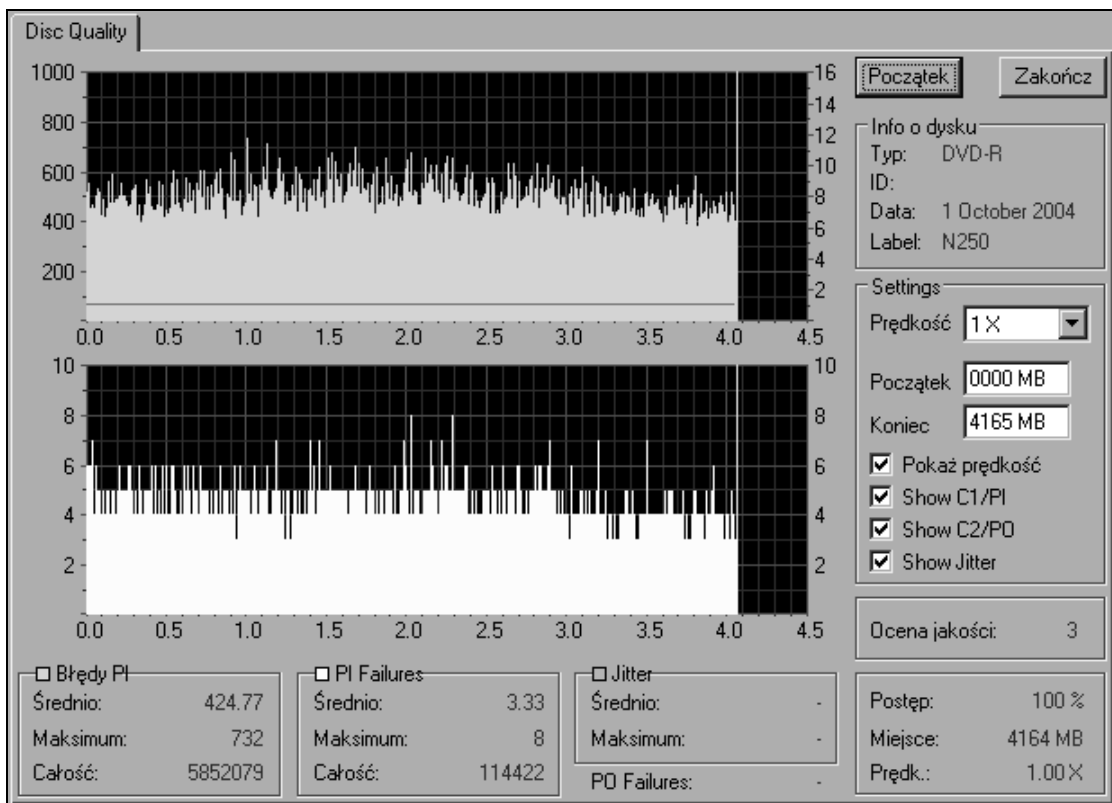 Disc Quality
1000
800
600
400
200
16
14
12
10
8
6
4
2
0.0 0.5 1.0 1.5 2.0 2.5 3.0 3.5 4.0 4.5
10
8
6
4
2
10
8
6
4
2
0.0 0.5 1.0 1.5 2.0 2.5 3.0 3.5 4.0 4.5
Błędy PI
Średnio: 424.77
Maksimum: 732
Całość: 5852079
PI Failures
Średnio: 3.33
Maksimum: 8
Całość: 114422
Jitter
Średnio: -
Maksimum: -
PO Failures: -
Początek Zakończ
Info o dysku
Typ: DVD-R
ID:
Data: 1 October 2004
Label: N250
Settings
Prędkość 1 X
Początek 0000 MB
Koniec 4165 MB
Pokaż prędkość
Show C1/PI
Show C2/PO
Show Jitter
Ocena jakości: 3
Postęp: 100 %
Miejsce: 4164 MB
Prędk.: 1.00 X